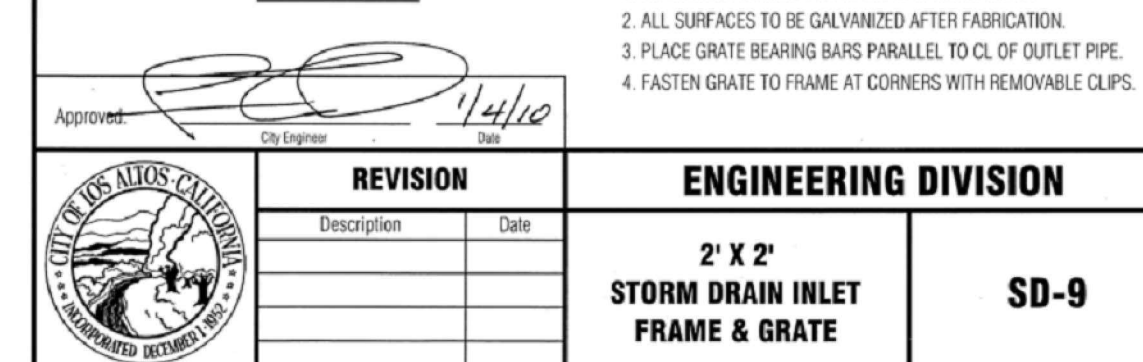 2. ALL SURFACES TO BE GALVANIZED AFTER FABRICATION.
3. PLACE GRATE BEARING BARS PARALLEL TO CL OF OUTLET PIPE.
4. FASTEN GRATE TO FRAME AT CORNERS WITH REMOVABLE CLIPS.
Approved:
1/4/10
City Engineer
Date
CITY OF LOS ALTOS · CALIFORNIA
INCORPORATED DECEMBER 1 · 1952
REVISION
Description
Date
ENGINEERING DIVISION
2' X 2'
STORM DRAIN INLET
FRAME & GRATE
SD-9